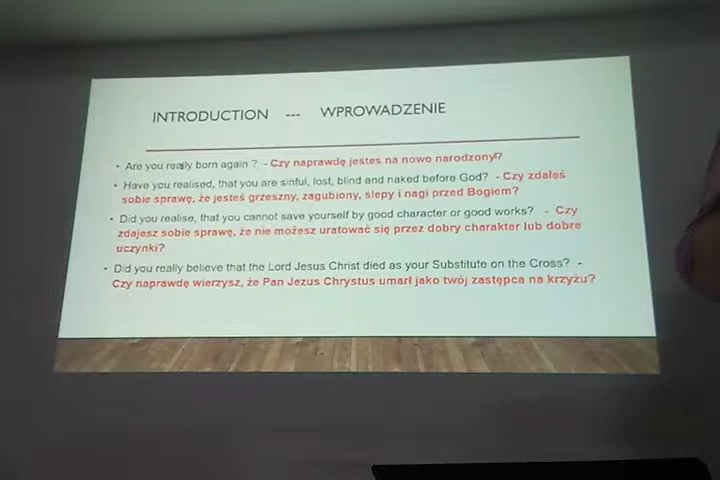 INTRODUCTION --- WPROWADZENIE
• Are you really born again ? - Czy naprawdę jestes na nowo narodzony?
• Have you realised, that you are sinful, lost, blind and naked before God? - Czy zdałeś
sobie sprawę, że jesteś grzeszny, zagubiony, ślepy i nagi przed Bogiem?
• Did you realise, that you cannot save yourself by good character or good works? - Czy
zdajesz sobie sprawę, że nie możesz uratować się przez dobry charakter lub dobre
uczynki?
• Did you really believe that the Lord Jesus Christ died as your Substitute on the Cross? -
Czy naprawdę wierzysz, że Pan Jezus Chrystus umarł jako twój zastępca na krzyżu?